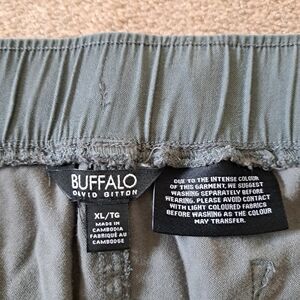 BUFFALO
DAVID BITTON
XL/TG
MADE IN
CAMBODIA
FABRIQUÉ AU
CAMBODGE
DUE TO THE INTENSE COLOUR
OF THIS GARMENT, WE SUGGEST
WASHING SEPARATELY BEFORE
WEARING. PLEASE AVOID CONTACT
WITH LIGHT COLOURED FABRICS
BEFORE WASHING AS THE COLOUR
MAY TRANSFER.